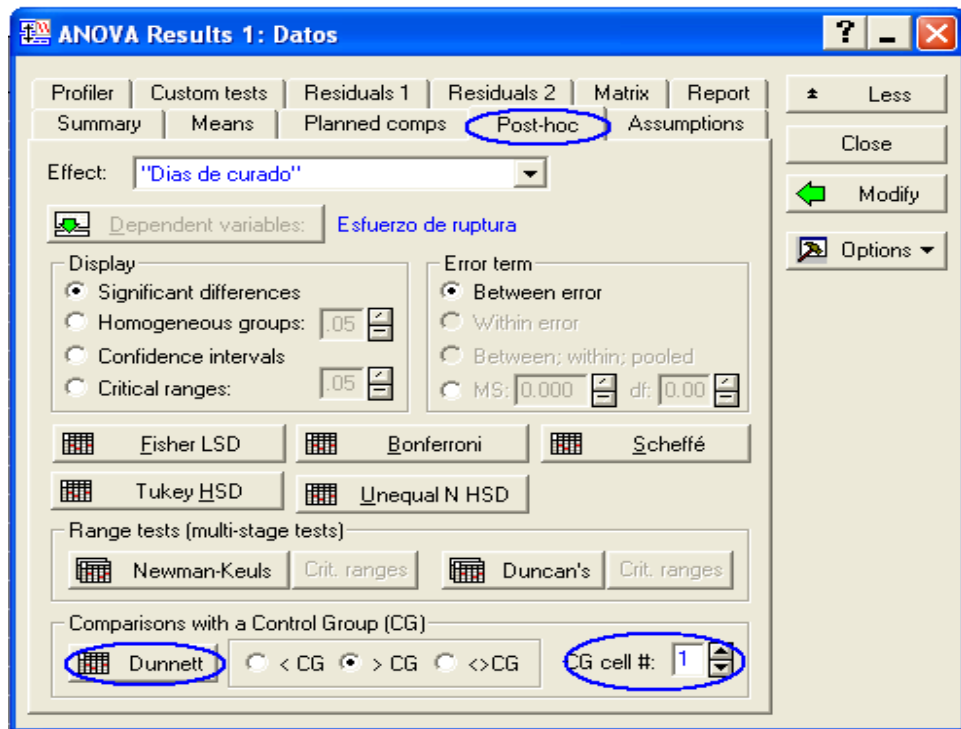 ANOVA Results 1: Datos
Profiler Custom tests Residuals 1 Residuals 2 Matrix Report
Summary Means Planned comps Post-hoc Assumptions
Less
Close
Modify
Options
Effect: "Dias de curado"
Dependent variables: Esfuerzo de ruptura
Display
Significant differences
Homogeneous groups: .05
Confidence intervals
Critical ranges: .05
Error term
Between error
Within error
Between; within; pooled
MS: 0.000 df: 0.00
Fisher LSD Bonferroni Scheffé
Tukey HSD Unequal N HSD
Range tests (multi-stage tests)
Newman-Keuls Crit. ranges Duncan's Crit. ranges
Comparisons with a Control Group (CG)
Dunnett < CG > CG <>CG CG cell #: 1